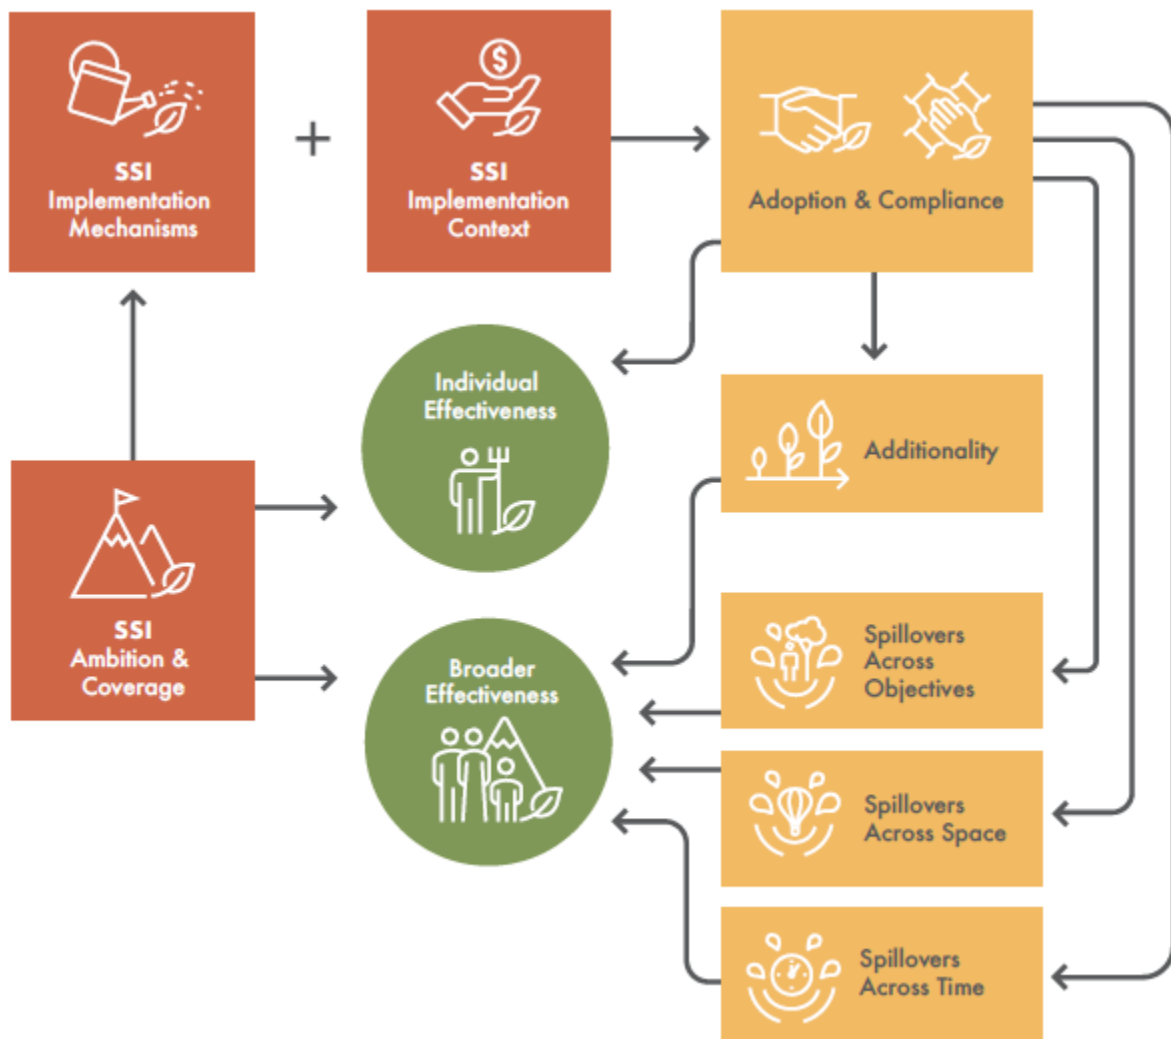 SSI
Implementation
Mechanisms
+
SSI
Implementation
Context
$
Adoption & Compliance
Individual
Effectiveness
Additionality
SSI
Ambition &
Coverage
Broader
Effectiveness
Spillovers
Across
Objectives
Spillovers
Across Space
Spillovers
Across Time